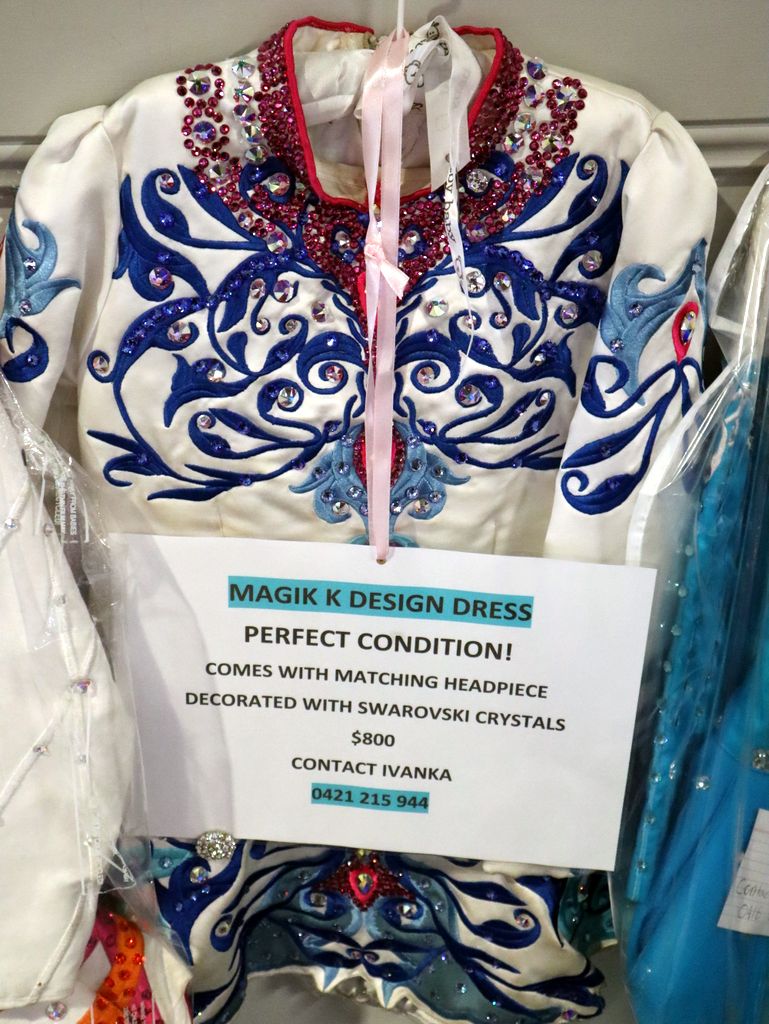 MAGIK K DESIGN DRESS
PERFECT CONDITION!
COMES WITH MATCHING HEADPIECE
DECORATED WITH SWAROVSKI CRYSTALS
$800
CONTACT IVANKA
0421 215 944